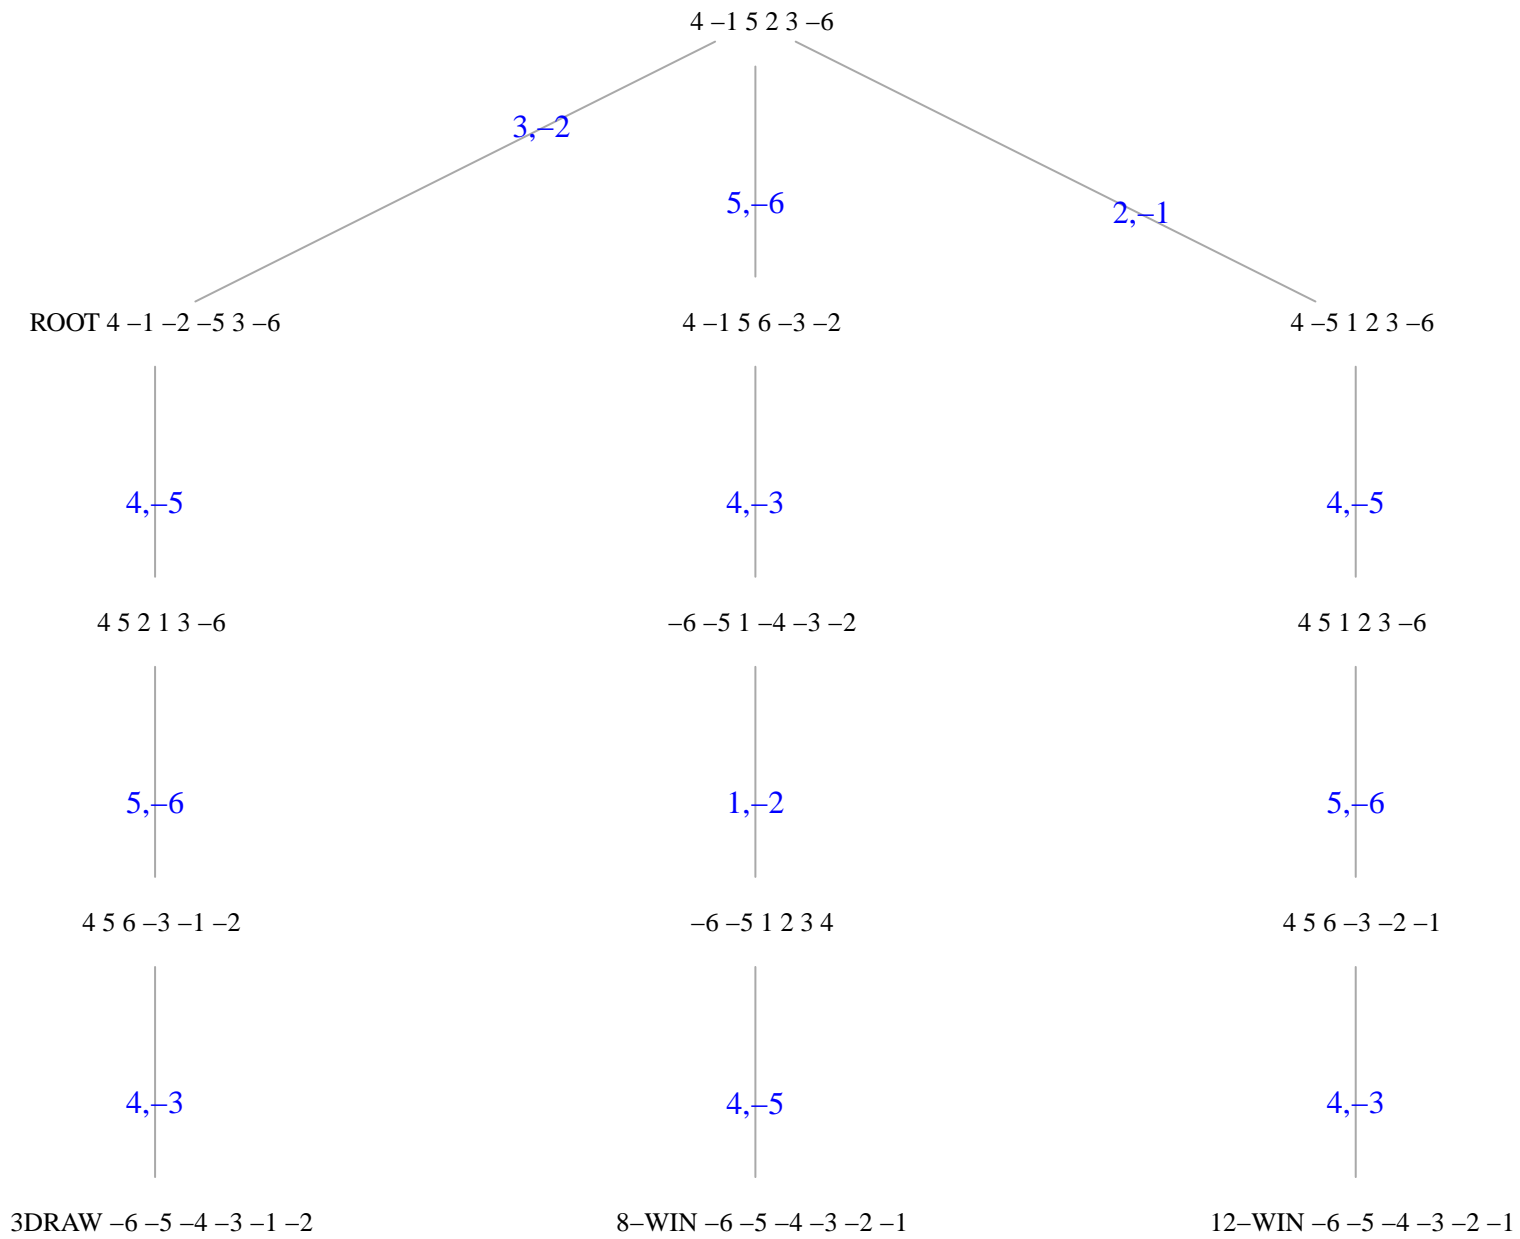 4 –1 5 2 3 –6
3,–2
5,–6
2,–1
ROOT 4 –1 –2 –5 3 –6
4 –1 5 6 –3 –2
4 –5 1 2 3 –6
4,–5
4,–3
4,–5
4 5 2 1 3 –6
–6 –5 1 –4 –3 –2
4 5 1 2 3 –6
5,–6
1,–2
5,–6
4 5 6 –3 –1 –2
–6 –5 1 2 3 4
4 5 6 –3 –2 –1
4,–3
4,–5
4,–3
3DRAW –6 –5 –4 –3 –1 –2
8–WIN –6 –5 –4 –3 –2 –1
12–WIN –6 –5 –4 –3 –2 –1